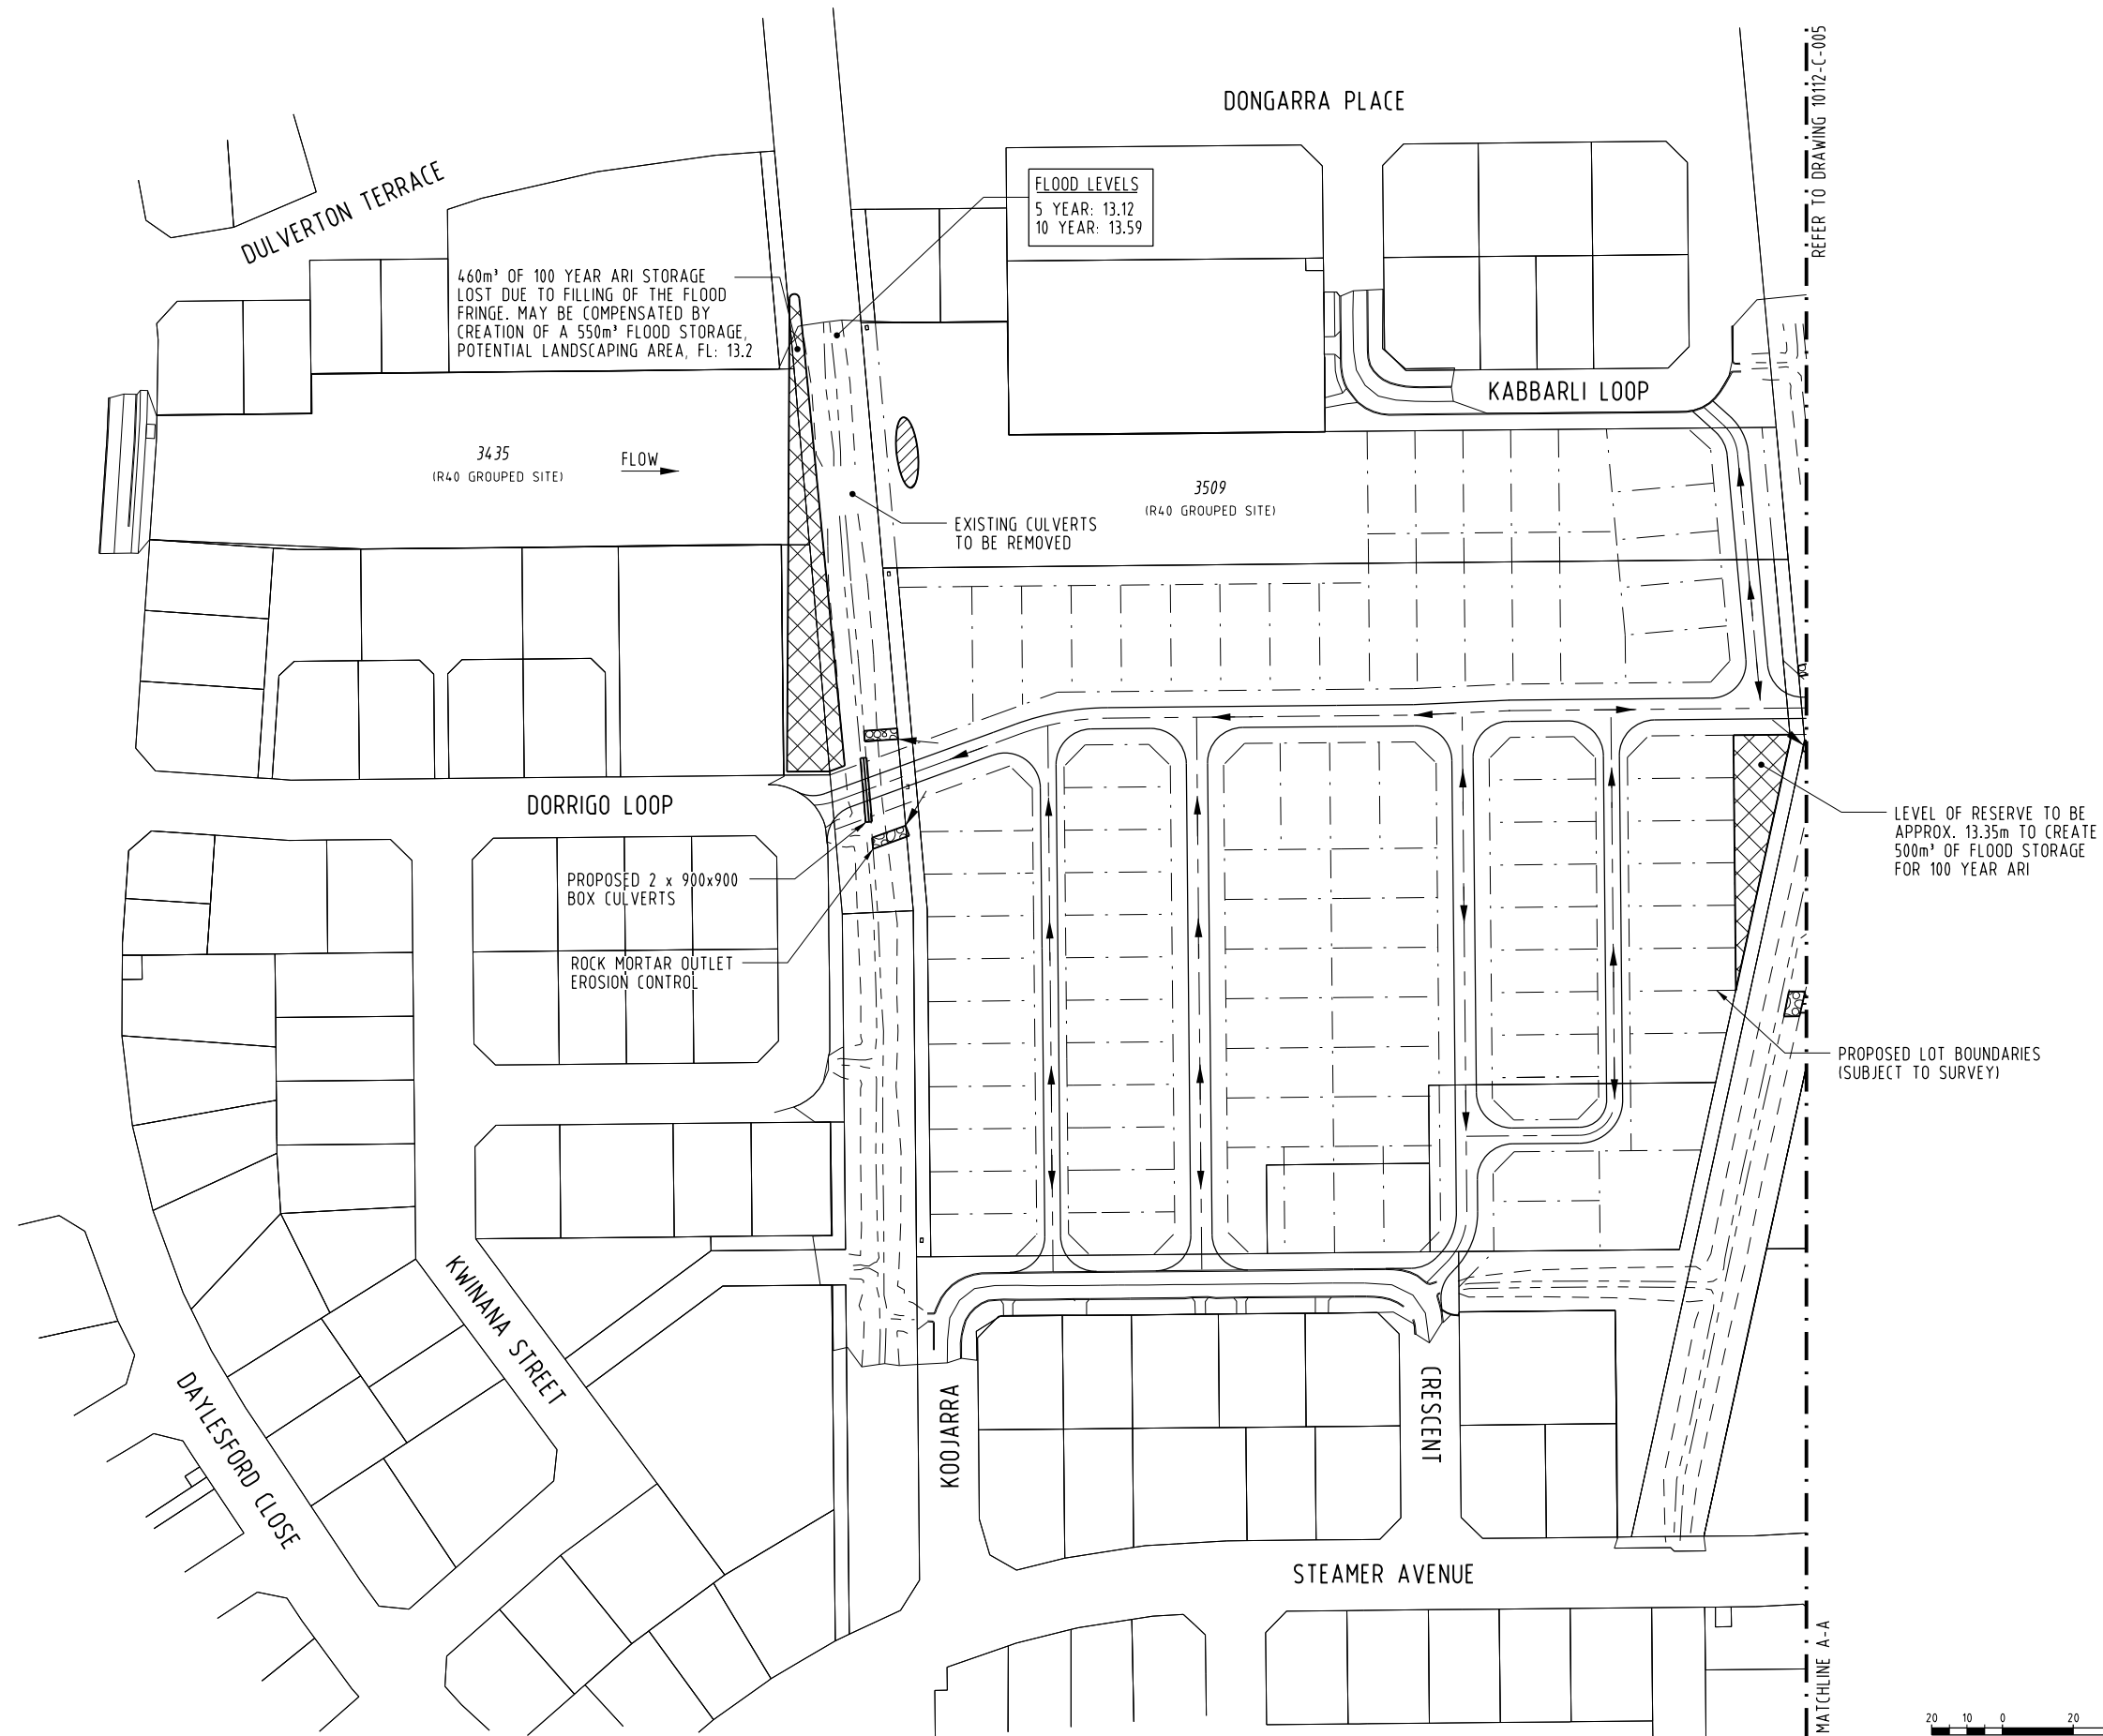 DONGARRA PLACE
REFER TO DRAWING 10112-C-005
DULVERTON TERRACE
FLOOD LEVELS
5 YEAR: 13.12
10 YEAR: 13.59
460m³ OF 100 YEAR ARI STORAGE
LOST DUE TO FILLING OF THE FLOOD
FRINGE. MAY BE COMPENSATED BY
CREATION OF A 550m³ FLOOD STORAGE,
POTENTIAL LANDSCAPING AREA, FL: 13.2
KABBARLI LOOP
3435
(R40 GROUPED SITE)
FLOW
3509
(R40 GROUPED SITE)
EXISTING CULVERTS
TO BE REMOVED
DORRIGO LOOP
LEVEL OF RESERVE TO BE
APPROX. 13.35m TO CREATE
500m³ OF FLOOD STORAGE
FOR 100 YEAR ARI
PROPOSED 2 x 900x900
BOX CULVERTS
ROCK MORTAR OUTLET
EROSION CONTROL
PROPOSED LOT BOUNDARIES
(SUBJECT TO SURVEY)
KWINANA STREET
DAYLESFORD CLOSE
KOOJARRA
CRESCENT
STEAMER AVENUE
MATCHLINE A-A
20 10 0 20